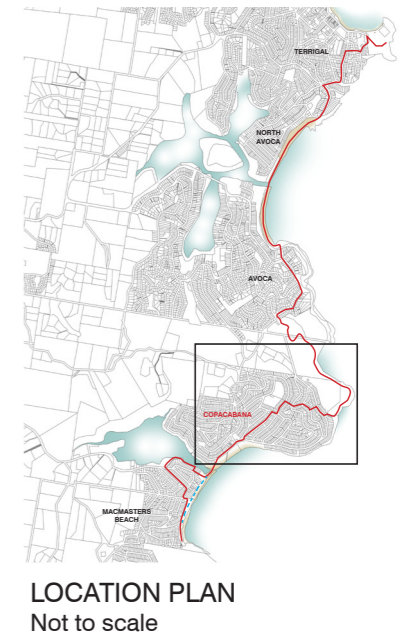 TERRIGAL
NORTH
AVOCA
AVOCA
COPACABANA
MACMASTERS
BEACH
LOCATION PLAN
Not to scale